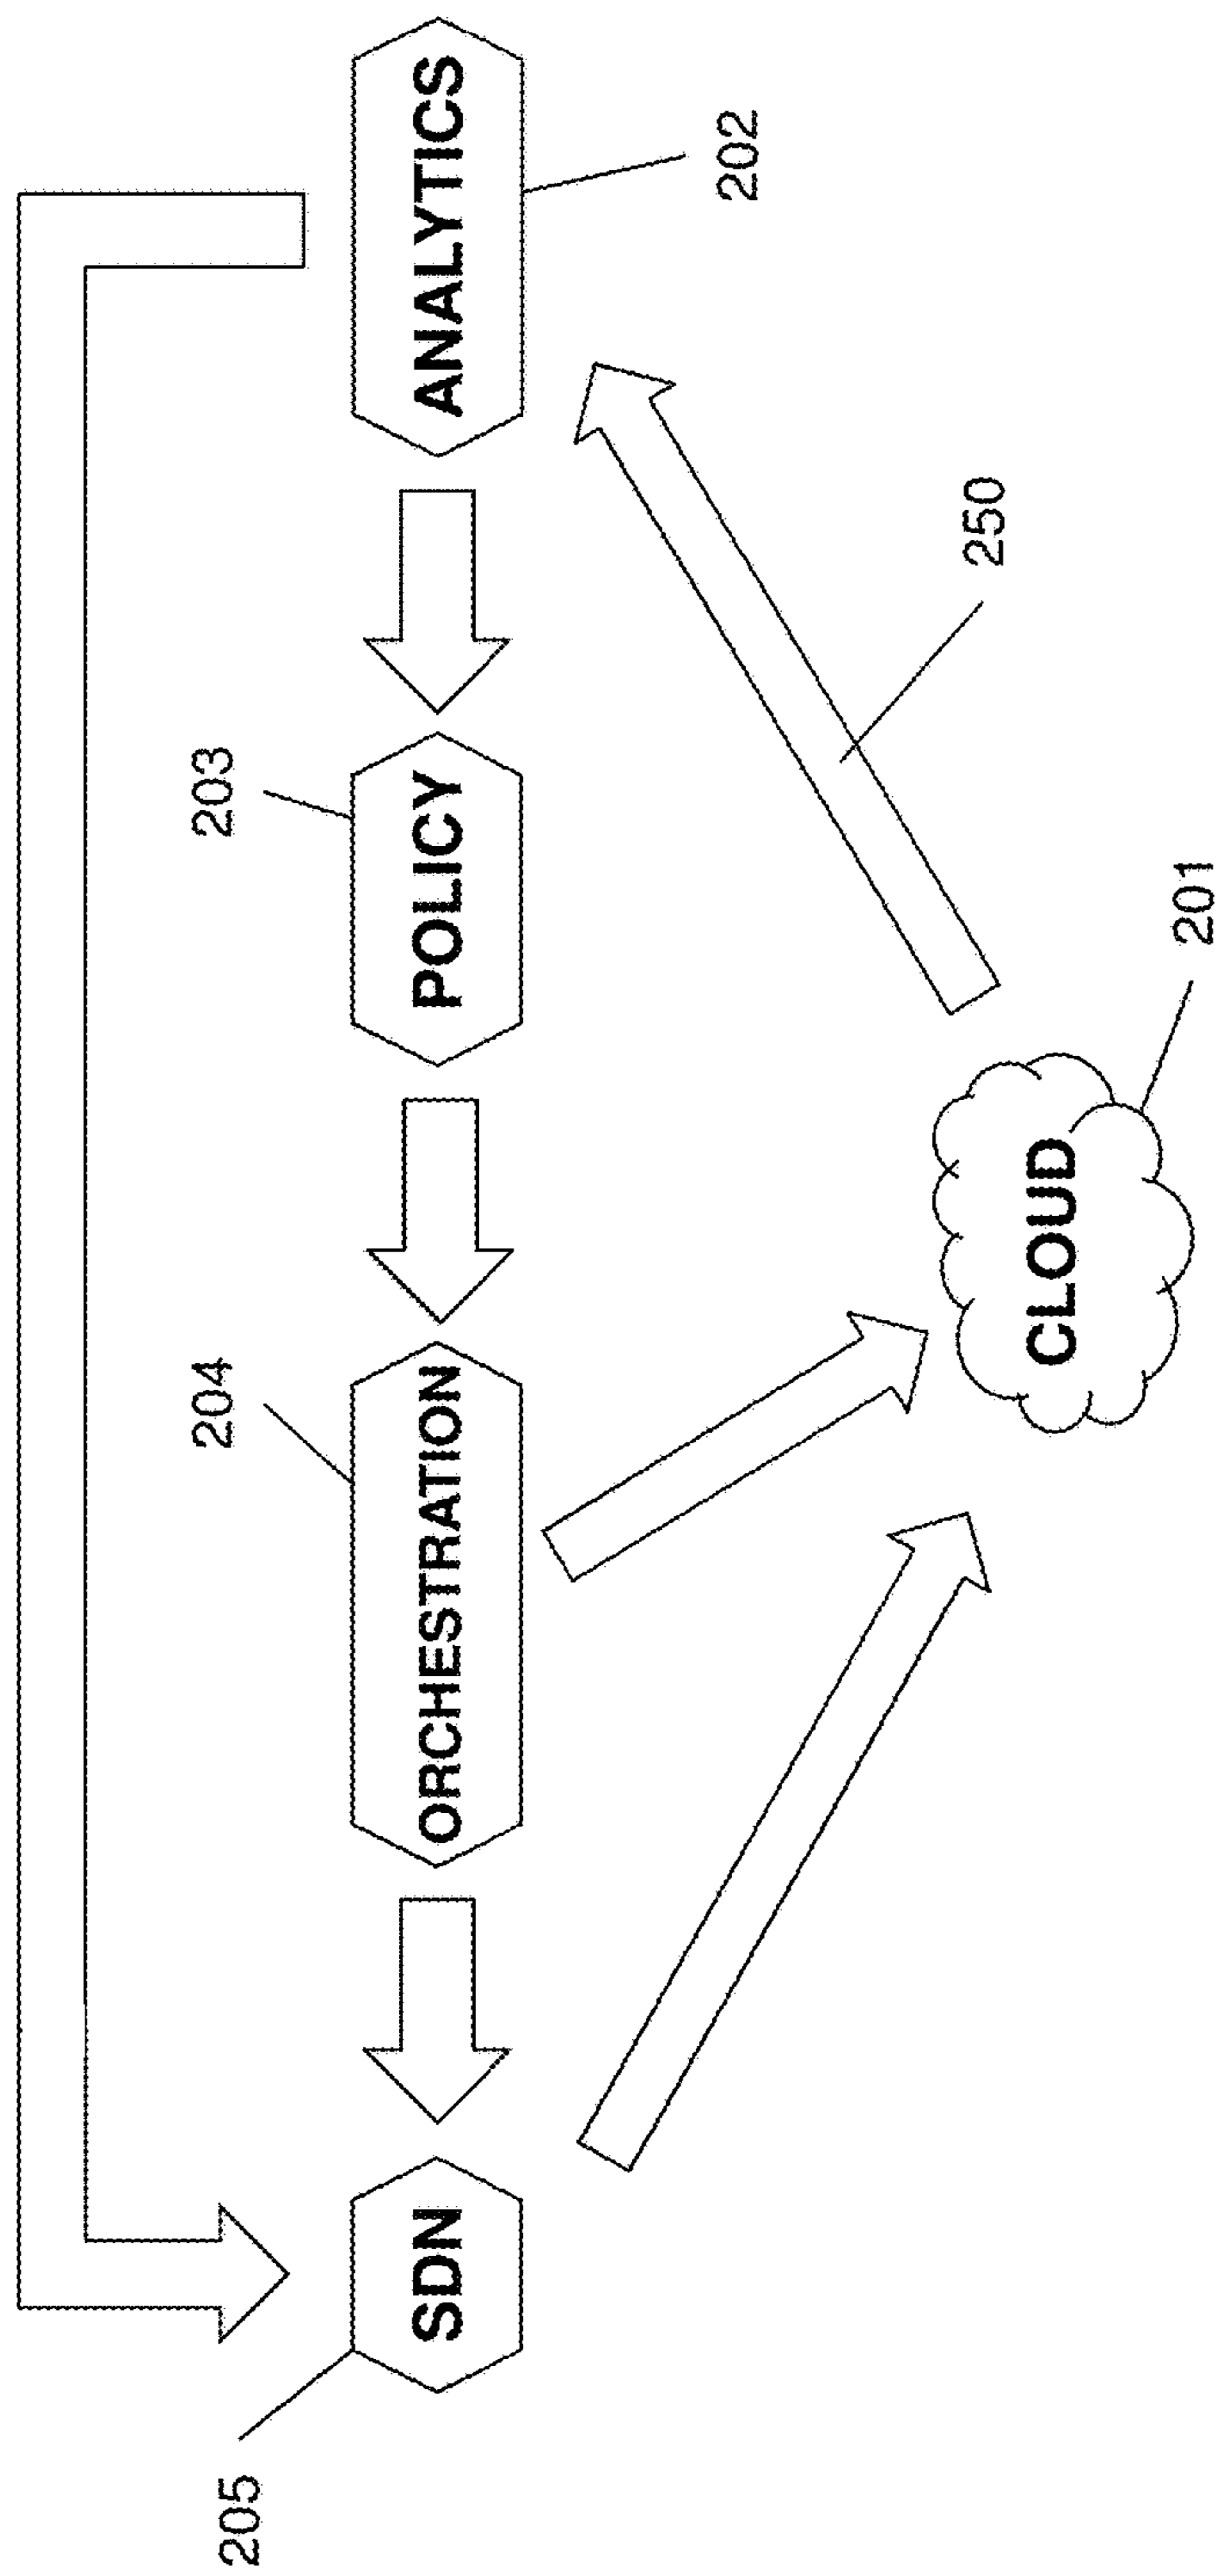 203
204
205
SDN
ORCHESTRATION
POLICY
ANALYTICS
202
250
CLOUD
201